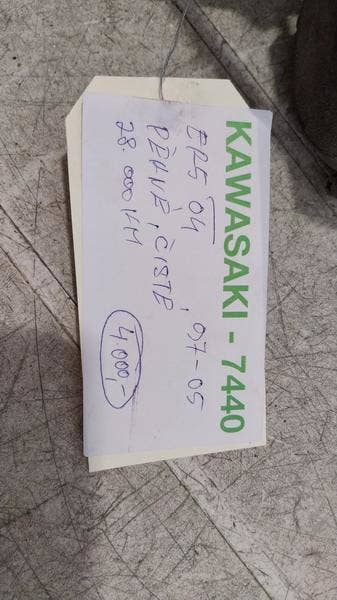 KAWASAKI - 7440
ER5 04, 97-05
PĚKNÉ, ČISTÉ
28.000 KM
4.000,-